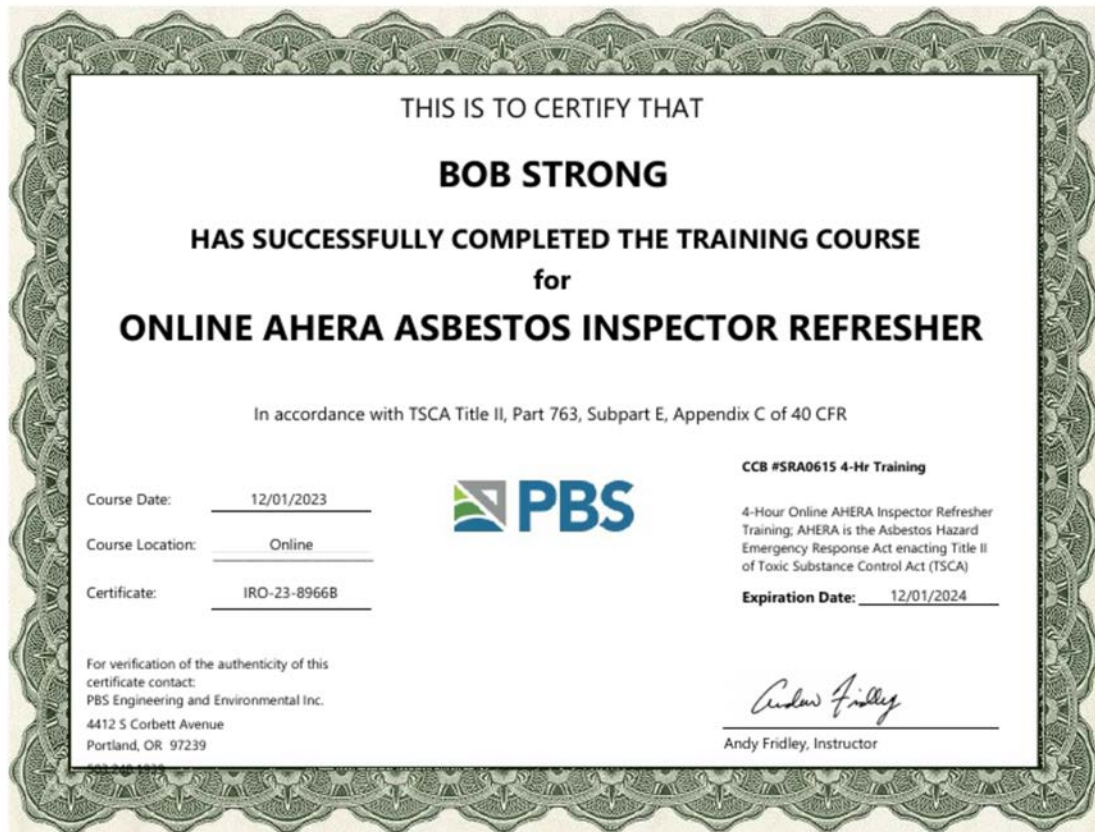 THIS IS TO CERTIFY THAT
BOB STRONG
HAS SUCCESSFULLY COMPLETED THE TRAINING COURSE
for
ONLINE AHERA ASBESTOS INSPECTOR REFRESHER
In accordance with TSCA Title II, Part 763, Subpart E, Appendix C of 40 CFR
Course Date: 12/01/2023
Course Location: Online
Certificate: IRO-23-8966B
PBS
CCB #SRA0615 4-Hr Training
4-Hour Online AHERA Inspector Refresher
Training; AHERA is the Asbestos Hazard
Emergency Response Act enacting Title II
of Toxic Substance Control Act (TSCA)
Expiration Date: 12/01/2024
For verification of the authenticity of this
certificate contact:
PBS Engineering and Environmental Inc.
4412 S Corbett Avenue
Portland, OR 97239
Andy Fridley, Instructor